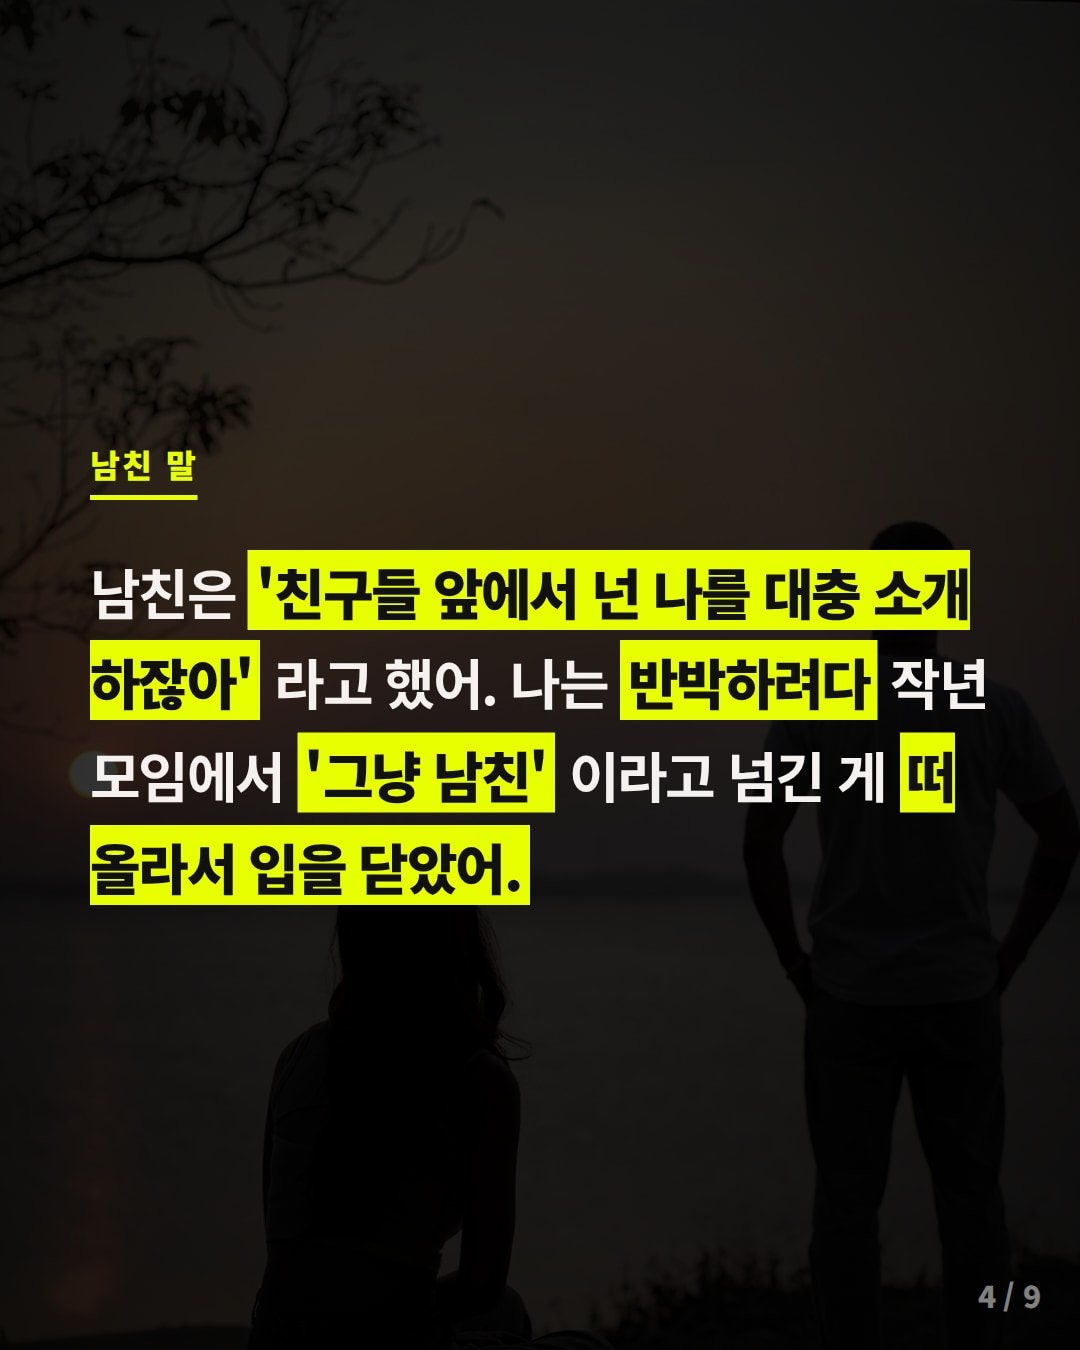 남친 말
남친은 '친구들 앞에서 넌 나를 대충 소개
하잖아' 라고 했어. 나는 반박하려다 작년
모임에서 '그냥 남친' 이라고 넘긴 게 떠
올라서 입을 닫았어.
4 / 9